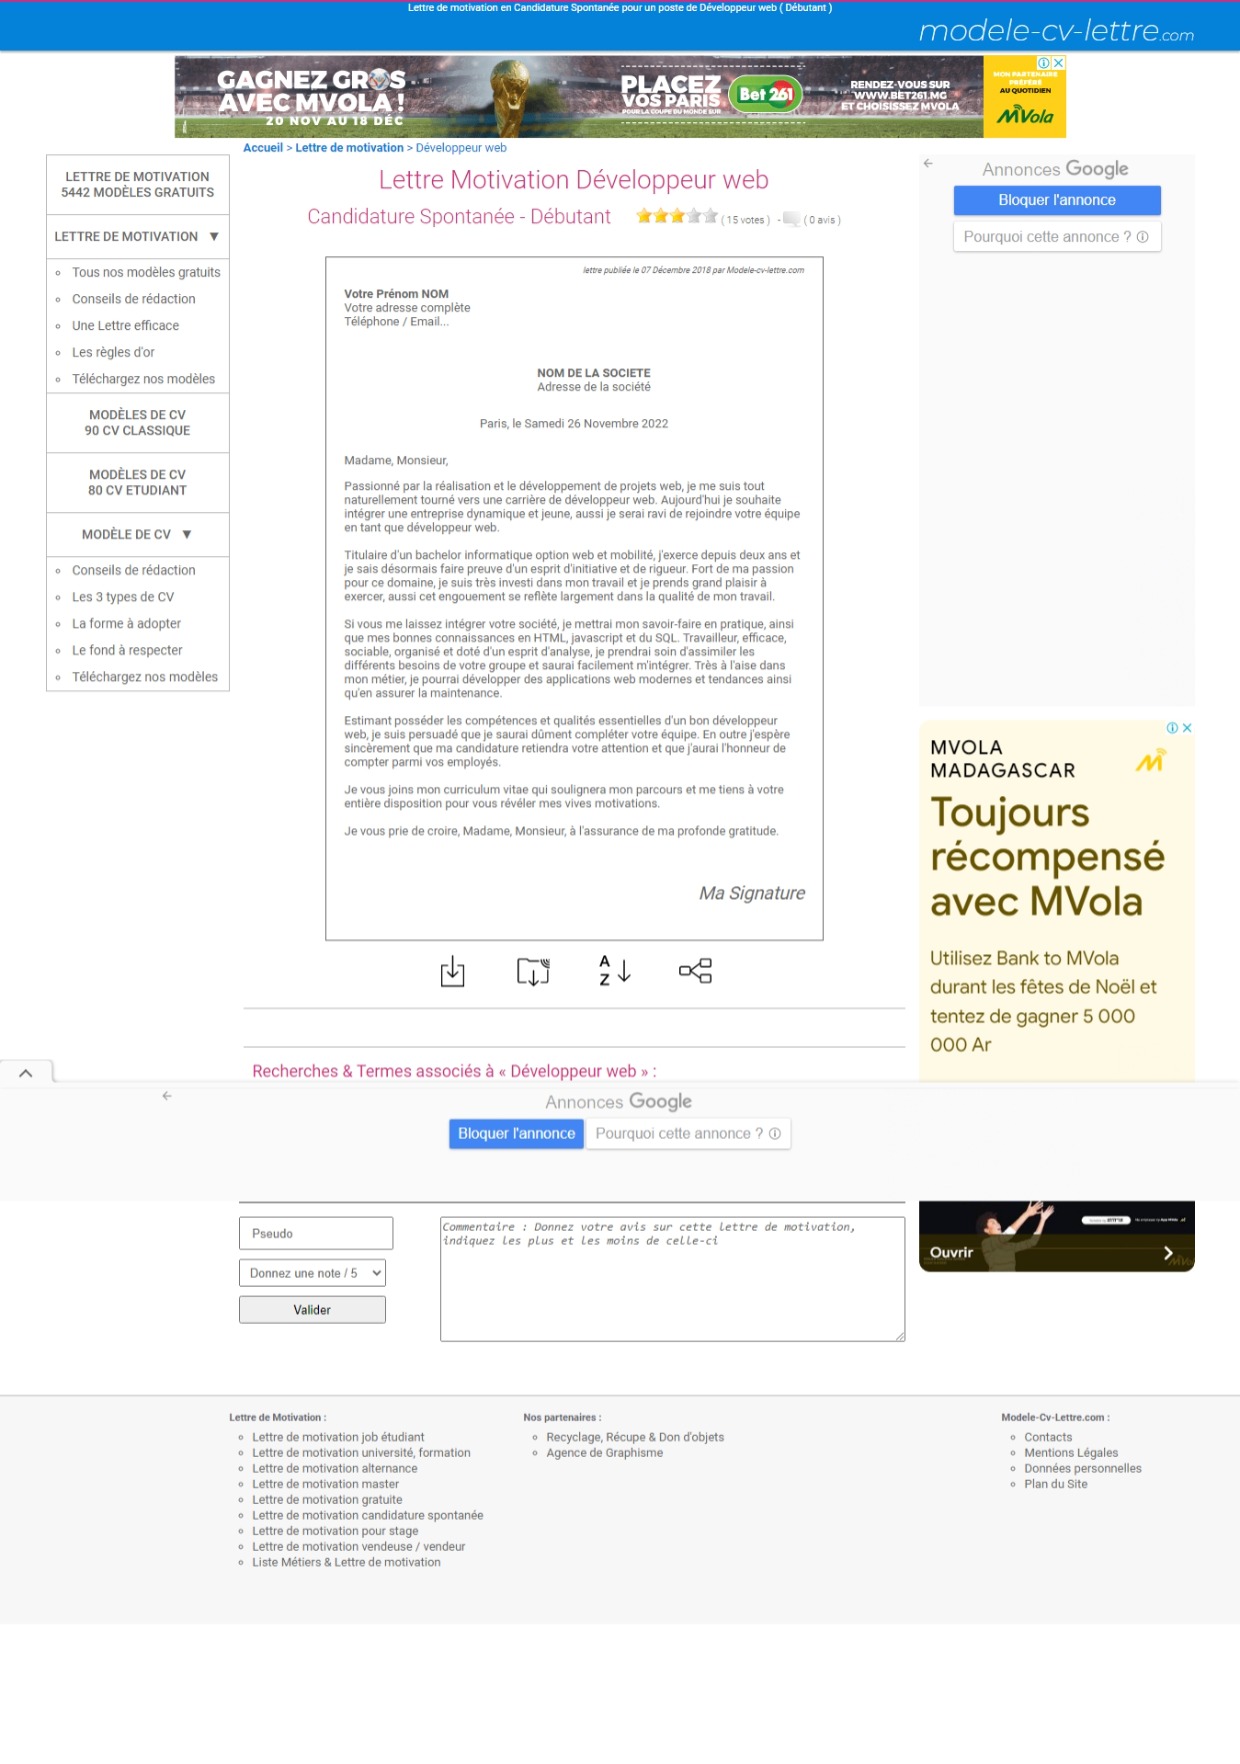 Lettre de motivation en Candidature Spontanée pour un poste de Développeur web ( Débutant )
modele-cv-lettre.com
GAGNEZ GROS
AVEC MVOLA !
20 NOV AU 18 DÉC
PLACEZ
VOS PARIS
POUR LA COUPE DU MONDE SUR
Bet 261
RENDEZ-VOUS SUR
WWW.BET261.MG
ET CHOISISSEZ MVOLA
MON PARTENAIRE
PRÉFÉRÉ
AU QUOTIDIEN
MVola
Accueil > Lettre de motivation > Développeur web
LETTRE DE MOTIVATION
5442 MODÈLES GRATUITS
LETTRE DE MOTIVATION ▼
Tous nos modèles gratuits
Conseils de rédaction
Une Lettre efficace
Les règles d'or
Téléchargez nos modèles
MODÈLES DE CV
90 CV CLASSIQUE
MODÈLES DE CV
80 CV ETUDIANT
MODÈLE DE CV ▼
Conseils de rédaction
Les 3 types de CV
La forme à adopter
Le fond à respecter
Téléchargez nos modèles
Lettre Motivation Développeur web
Candidature Spontanée - Débutant ( 15 votes ) - ( 0 avis )
lettre publiée le 07 Décembre 2018 par Modele-cv-lettre.com
Votre Prénom NOM
Votre adresse complète
Téléphone / Email...
NOM DE LA SOCIETE
Adresse de la société
Paris, le Samedi 26 Novembre 2022
Madame, Monsieur,
Passionné par la réalisation et le développement de projets web, je me suis tout
naturellement tourné vers une carrière de développeur web. Aujourd'hui je souhaite
intégrer une entreprise dynamique et jeune, aussi je serai ravi de rejoindre votre équipe
en tant que développeur web.
Titulaire d'un bachelor informatique option web et mobilité, j'exerce depuis deux ans et
je sais désormais faire preuve d'un esprit d'initiative et de rigueur. Fort de ma passion
pour ce domaine, je suis très investi dans mon travail et je prends grand plaisir à
exercer, aussi cet engouement se reflète largement dans la qualité de mon travail.
Si vous me laissez intégrer votre société, je mettrai mon savoir-faire en pratique, ainsi
que mes bonnes connaissances en HTML, javascript et du SQL. Travailleur, efficace,
sociable, organisé et doté d'un esprit d'analyse, je prendrai soin d'assimiler les
différents besoins de votre groupe et saurai facilement m'intégrer. Très à l'aise dans
mon métier, je pourrai développer des applications web modernes et tendances ainsi
qu'en assurer la maintenance.
Estimant posséder les compétences et qualités essentielles d'un bon développeur
web, je suis persuadé que je saurai dûment compléter votre équipe. En outre j'espère
sincèrement que ma candidature retiendra votre attention et que j'aurai l'honneur de
compter parmi vos employés.
Je vous joins mon curriculum vitae qui soulignera mon parcours et me tiens à votre
entière disposition pour vous révéler mes vives motivations.
Je vous prie de croire, Madame, Monsieur, à l'assurance de ma profonde gratitude.
Ma Signature
A
Z
Recherches & Termes associés à « Développeur web » :
Annonces Google
Bloquer l'annonce
Pourquoi cette annonce ?
MVOLA
MADAGASCAR
Toujours
récompensé
avec MVola
Utilisez Bank to MVola
durant les fêtes de Noël et
tentez de gagner 5 000
000 Ar
Annonces Google
Bloquer l'annonce Pourquoi cette annonce ?
Ouvrir
Pseudo
Donnez une note / 5
Valider
Commentaire : Donnez votre avis sur cette lettre de motivation,
indiquez les plus et les moins de celle-ci
Lettre de Motivation :
Lettre de motivation job étudiant
Lettre de motivation université, formation
Lettre de motivation alternance
Lettre de motivation master
Lettre de motivation gratuite
Lettre de motivation candidature spontanée
Lettre de motivation pour stage
Lettre de motivation vendeuse / vendeur
Liste Métiers & Lettre de motivation
Nos partenaires :
Recyclage, Récupe & Don d'objets
Agence de Graphisme
Modele-Cv-Lettre.com :
Contacts
Mentions Légales
Données personnelles
Plan du Site